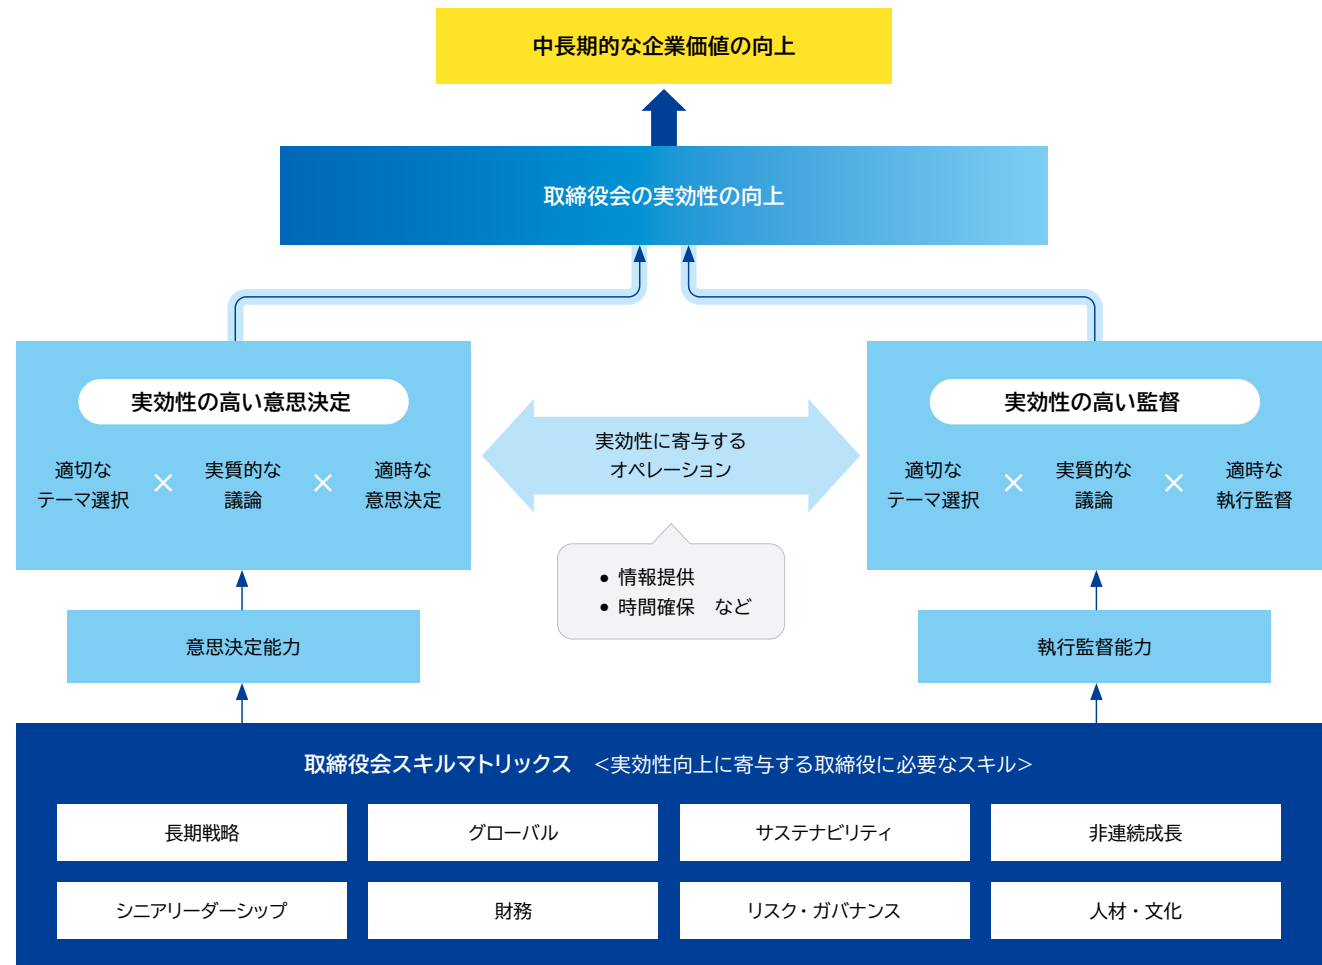 中長期的な企業価値の向上
取締役会の実効性の向上
実効性の高い意思決定
適切な
テーマ選択
×
実質的な
議論
×
適時な
意思決定
実効性に寄与する
オペレーション
• 情報提供
• 時間確保　など
実効性の高い監督
適切な
テーマ選択
×
実質的な
議論
×
適時な
執行監督
意思決定能力
執行監督能力
取締役会スキルマトリックス　<実効性向上に寄与する取締役に必要なスキル>
長期戦略
グローバル
サステナビリティ
非連続成長
シニアリーダーシップ
財務
リスク・ガバナンス
人材・文化